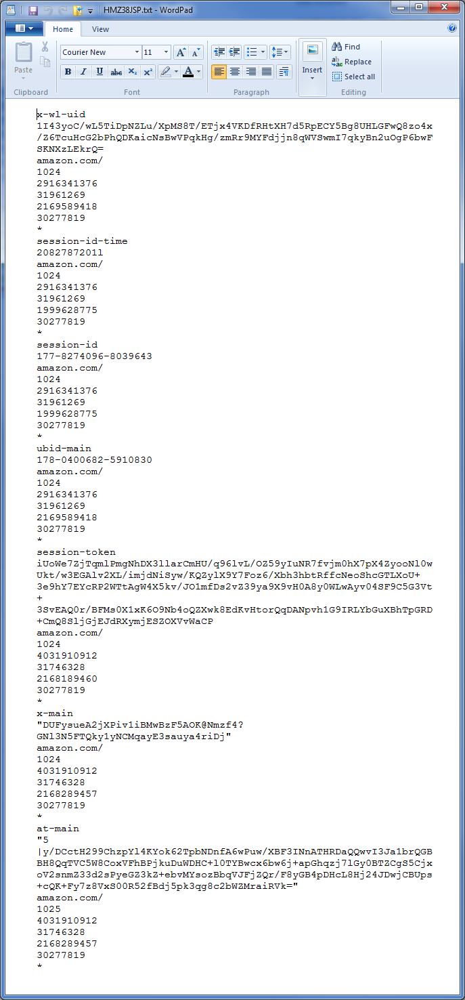 HMZ38JSP.txt - WordPad
Home View
Paste
Clipboard
Courier New 11
B I U abc X₂ X² A
Font
Paragraph
Insert
Find
Replace
Select all
Editing
x-wl-uid
1I43yoC/wL5TiDpNZLu/XpMS8T/ETjx4VKDfRHtXH7d5RpECY5Bg8UHLGFwQ8zo4x
/Z6TcuHcG2bPhQDKaicNsBwVPqkHg/zmRr9MYFdjjn8qWVSwmI7qkyBn2uOgP6bwF
SKNXzLEkrQ=
amazon.com/
1024
2916341376
31961269
2169589418
30277819
*
session-id-time
2082787201l
amazon.com/
1024
2916341376
31961269
1999628775
30277819
*
session-id
177-8274096-8039643
amazon.com/
1024
2916341376
31961269
1999628775
30277819
*
ubid-main
178-0400682-5910830
amazon.com/
1024
2916341376
31961269
2169589418
30277819
*
session-token
iUoWe7ZjTqmlPmgNhDX3llarCmHU/q96lvL/OZ59yIuNR7fvjm0hX7pX4ZyooNl0w
Ukt/w3EGAlv2XL/imjdNiSyw/KQZylX9Y7Foz6/Xbh3hbtRffcNeoShcGTLXoU+
3e9hY7EYcRP2WTtAgW4X5kv/JO1mfDs2vZ39ya9X9vH0A8y0WLwAyv04SF9C5G3Vt
+
3SvEAQ0r/BFMs0X1xK6O9Nb4oQZXwk8EdKvHtorQqDANpvh1G9IRLYbGuXBhTpGRD
+CmQ8SljGjEJdRXymjESZOXVvWaCP
amazon.com/
1024
4031910912
31746328
2168189460
30277819
*
x-main
"DUFysueA2jXPiv1iBMwBzF5AOK@Nmzf4?
GNl3N5FTQky1yNCMqayE3sauya4riDj"
amazon.com/
1024
4031910912
31746328
2168289457
30277819
*
at-main
"5
|y/DCctH299ChzpYl4KYok62TpbNDnfA6wPuw/XBF3INnATHRDaQQwvI3Ja1brQGB
BH8QqTVC5W8CoxVFhBPjkuDuWDHC+l0TYBwcx6bw6j+apGhqzj7lGy0BTZCgS5Cjx
oV2snmZ33d2sPyeGZ3kZ+ebvMYsozBbqVJFjZQr/F8yGB4pDHcL8Hj24JDwjCBUps
+cQK+Fy7z8VxS00R52fBdj5pk3qg8c2bWZMraiRVk="
amazon.com/
1025
4031910912
31746328
2168289457
30277819
*